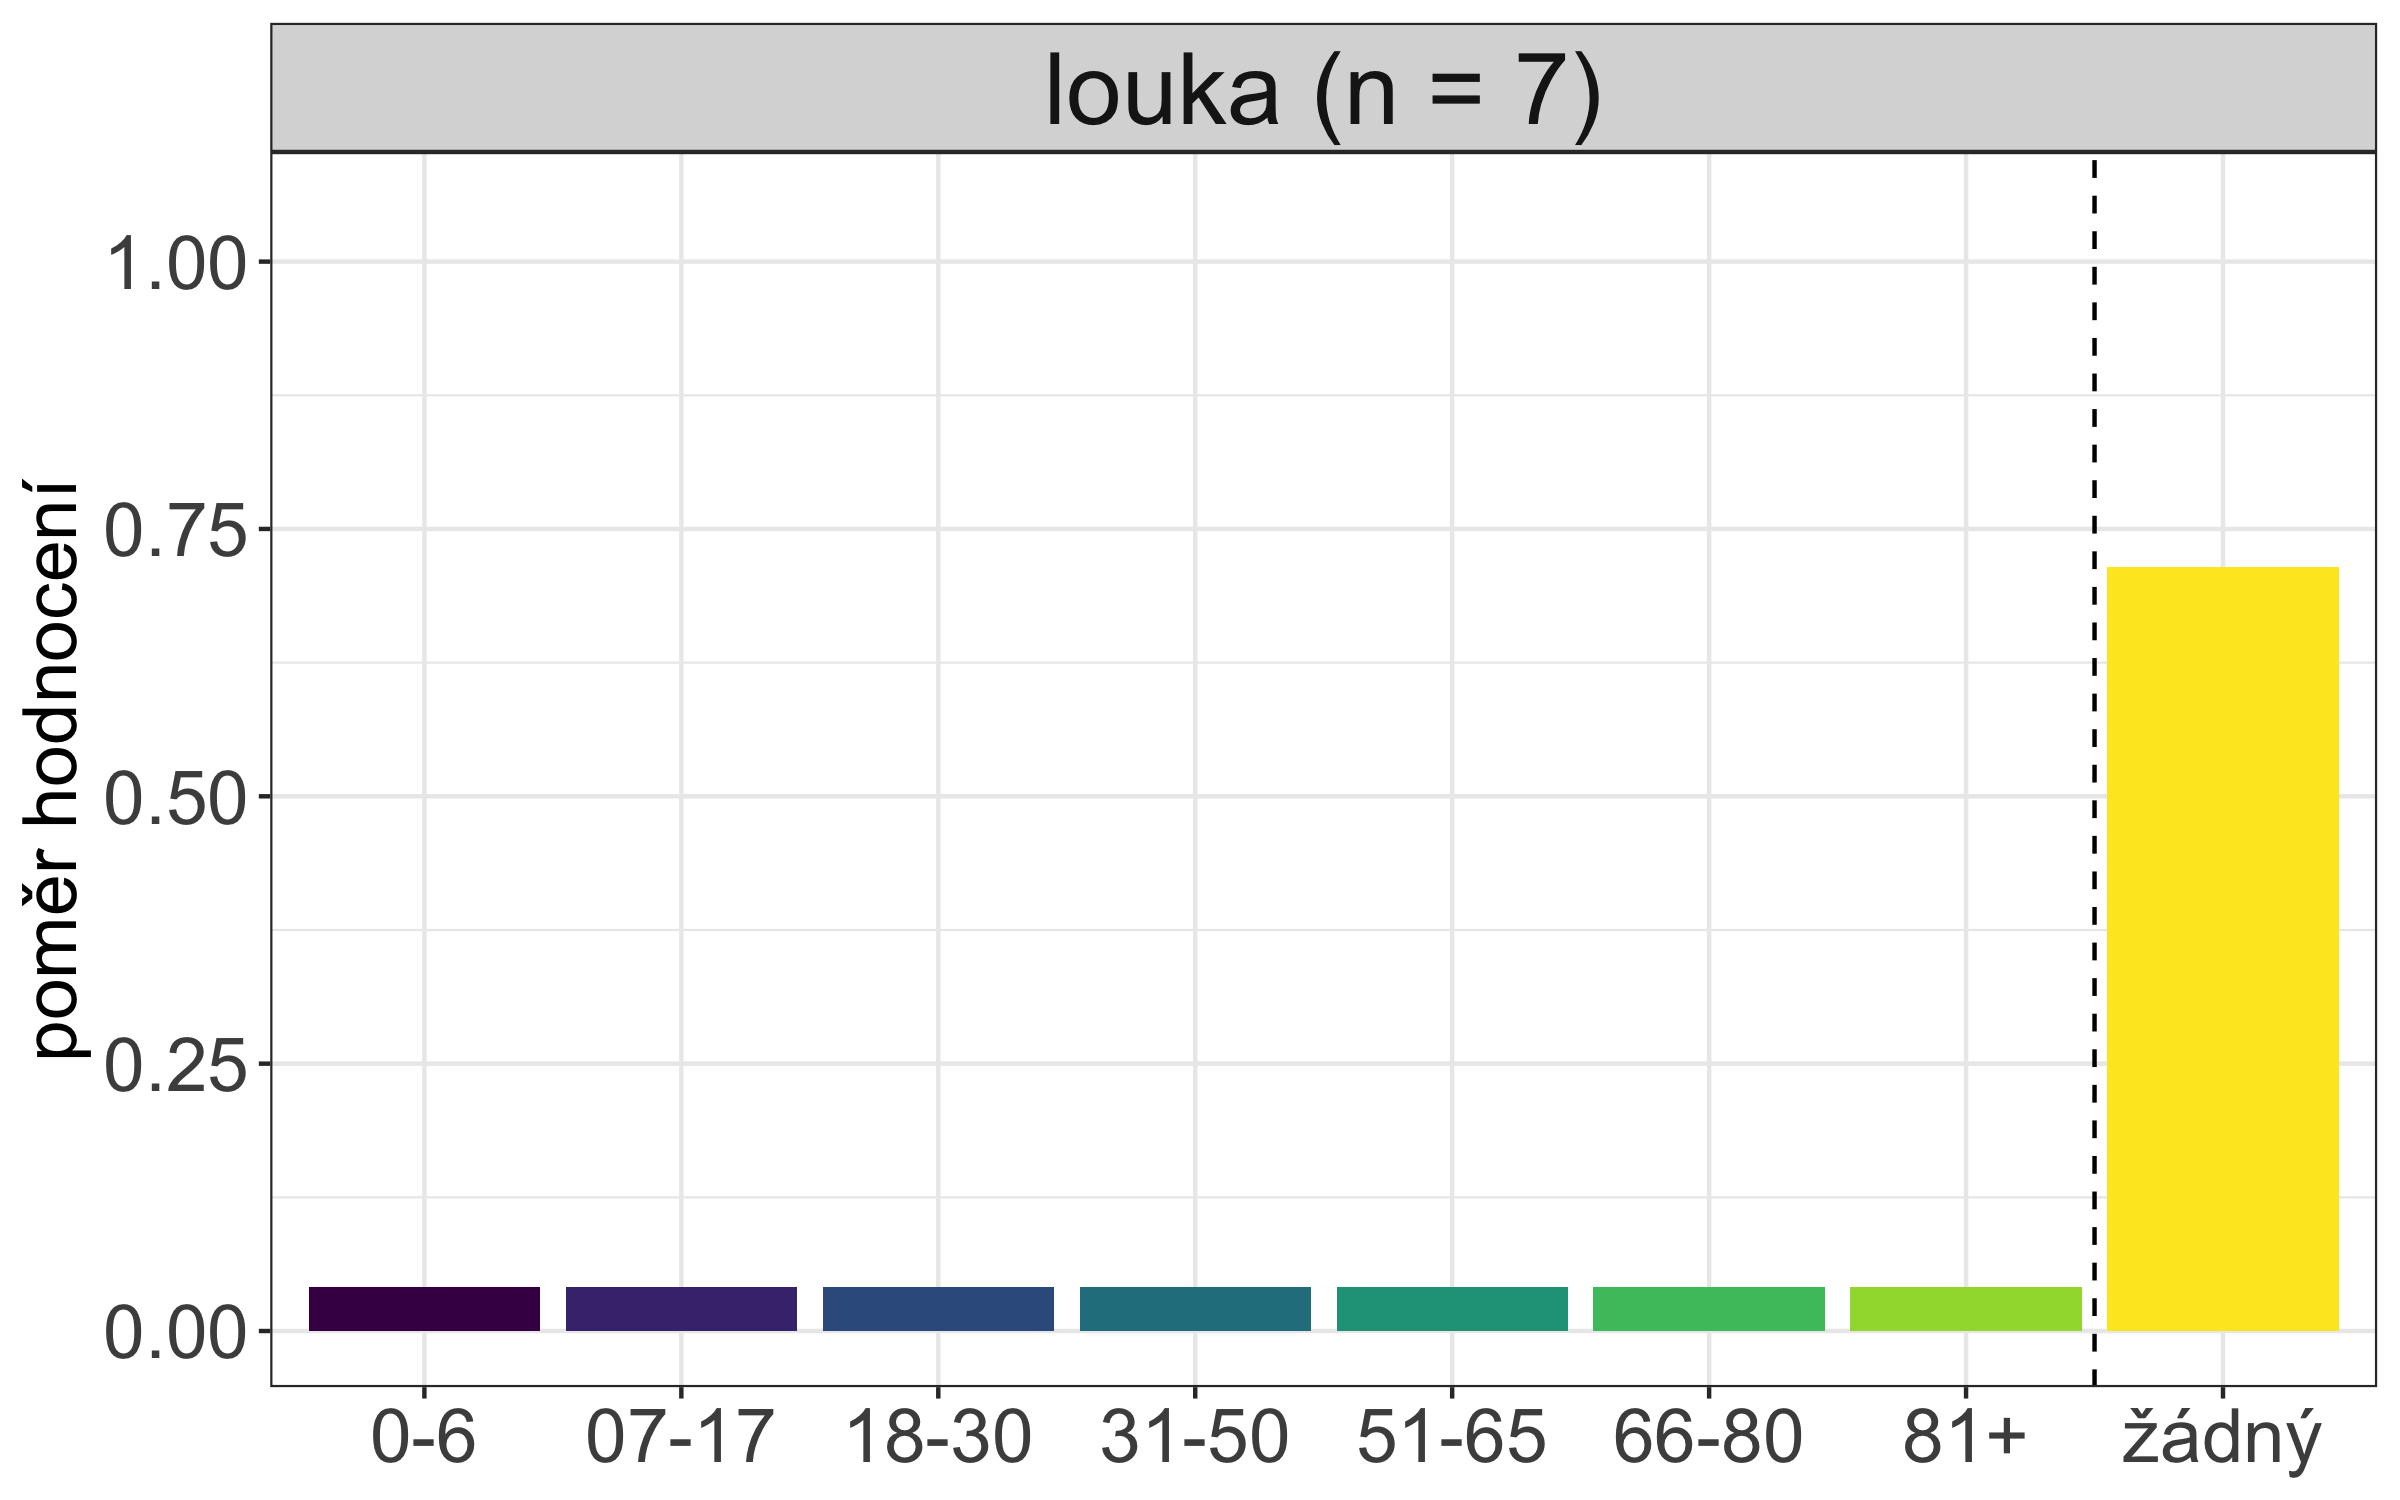 louka (n = 7)
poměr hodnocení
1.00
0.75
0.50
0.25
0.00
0-6 07-17 18-30 31-50 51-65 66-80 81+ žádný